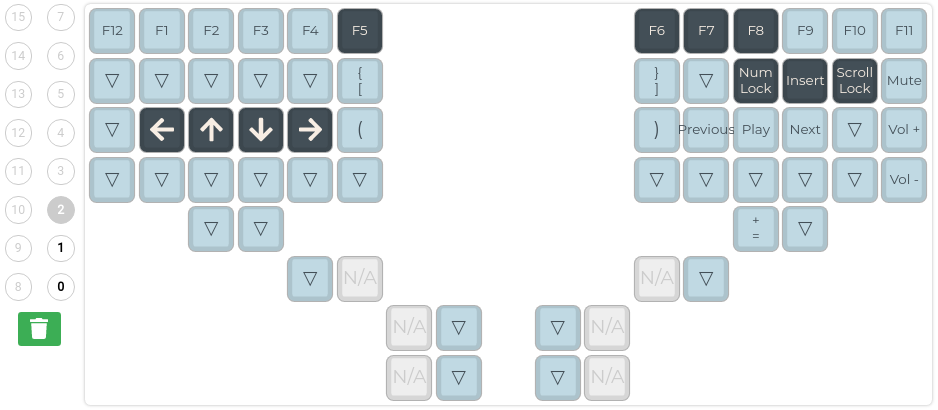 15 7 F12 F1 F2 F3 F4 F5 F6 F7 F8 F9 F10 F11
14 6 ▽ ▽ ▽ ▽ ▽ { [ } ] ▽ Num Lock Insert Scroll Lock Mute
13 5
12 4 ▽ ← ↑ ↓ → ( ) Previous Play Next ▽ Vol +
11 3 ▽ ▽ ▽ ▽ ▽ ▽ ▽ ▽ ▽ ▽ ▽ Vol -
10 2 ▽ ▽ + = ▽
9 1
8 0 ▽ N/A N/A ▽
N/A ▽ ▽ N/A
N/A ▽ ▽ N/A